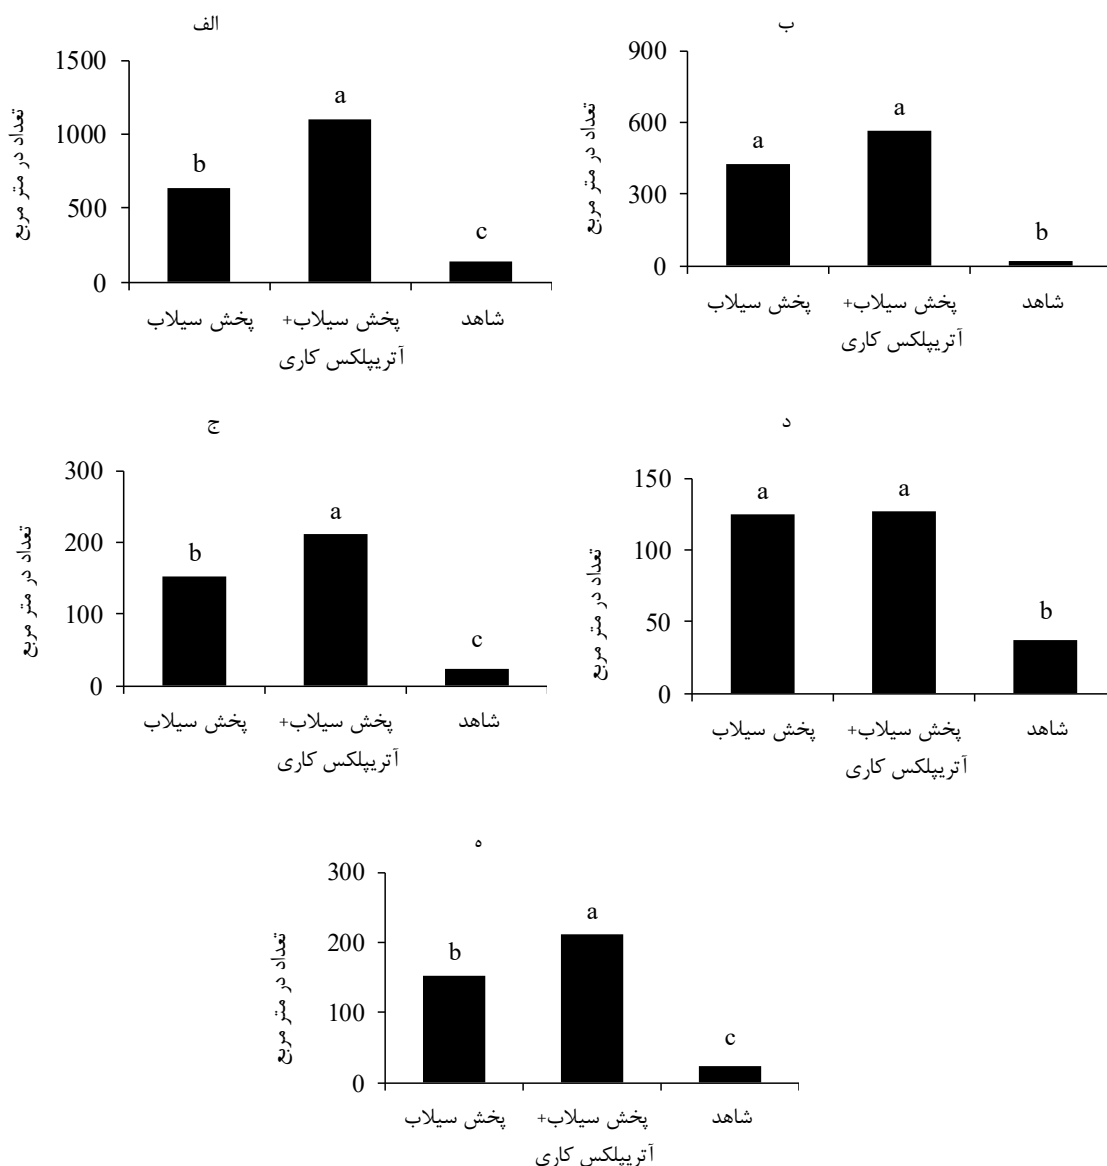 الف
تعداد در متر مربع
1500
1000
500
0
b
a
c
پخش سیلاب
پخش سیلاب+
آتریپلکس کاری
شاهد
ب
تعداد در متر مربع
900
600
300
0
a
a
b
پخش سیلاب
پخش سیلاب+
آتریپلکس کاری
شاهد
ج
تعداد در متر مربع
300
200
100
0
b
a
c
پخش سیلاب
پخش سیلاب+
آتریپلکس کاری
شاهد
د
تعداد در متر مربع
150
100
50
0
a
a
b
پخش سیلاب
پخش سیلاب+
آتریپلکس کاری
شاهد
ه
تعداد در متر مربع
300
200
100
0
b
a
c
پخش سیلاب
پخش سیلاب+
آتریپلکس کاری
شاهد